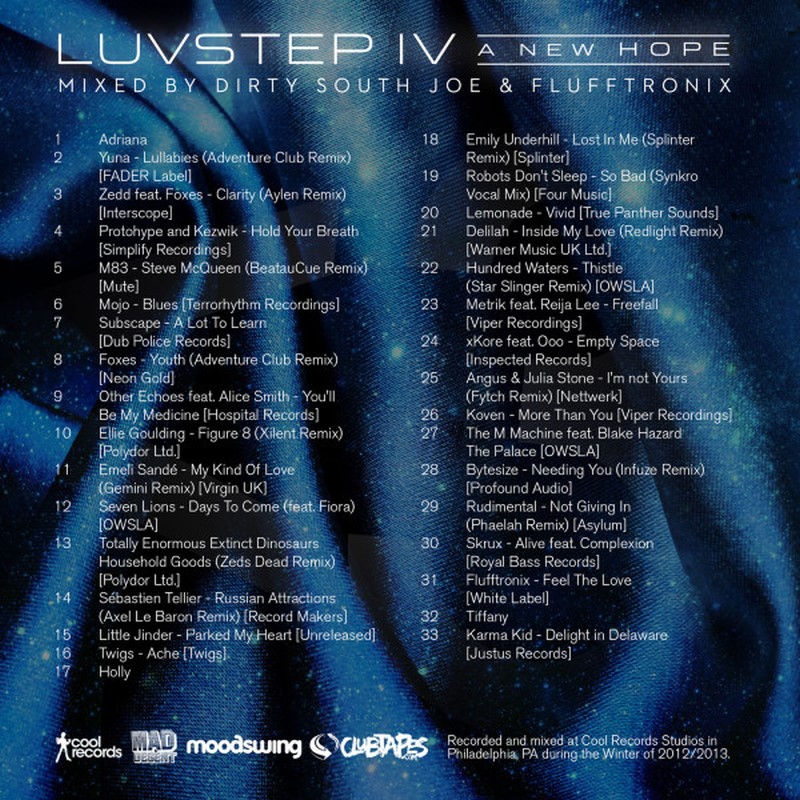 LUVSTEP IV A NEW HOPE
MIXED BY DIRTY SOUTH JOE & FLUFFTRONIX
1 Adriana
2 Yuna - Lullabies (Adventure Club Remix)
[FADER Label]
3 Zedd feat. Foxes - Clarity (Aylen Remix)
[Interscope]
4 Protohype and Kezwik - Hold Your Breath
[Simplify Recordings]
5 M83 - Steve McQueen (BeatauCue Remix)
[Mute]
6 Mojo - Blues [Terrorhythm Recordings]
7 Subscape - A Lot To Learn
[Dub Police Records]
8 Foxes - Youth (Adventure Club Remix)
[Neon Gold]
9 Other Echoes feat. Alice Smith - You'll
Be My Medicine [Hospital Records]
10 Ellie Goulding - Figure 8 (Xilent Remix)
[Polydor Ltd.]
11 Emeli Sandé - My Kind Of Love
(Gemini Remix) [Virgin UK]
12 Seven Lions - Days To Come (feat. Fiora)
[OWSLA]
13 Totally Enormous Extinct Dinosaurs
Household Goods (Zeds Dead Remix)
[Polydor Ltd.]
14 Sébastien Tellier - Russian Attractions
(Axel Le Baron Remix) [Record Makers]
15 Little Jinder - Parked My Heart [Unreleased]
16 Twigs - Ache [Twigs]
17 Holly
18 Emily Underhill - Lost In Me (Splinter
Remix) [Splinter]
19 Robots Don't Sleep - So Bad (Synkro
Vocal Mix) [Four Music]
20 Lemonade - Vivid [True Panther Sounds]
21 Delilah - Inside My Love (Redlight Remix)
[Warner Music UK Ltd.]
22 Hundred Waters - Thistle
(Star Slinger Remix) [OWSLA]
23 Metrik feat. Reija Lee - Freefall
[Viper Recordings]
24 xKore feat. Ooo - Empty Space
[Inspected Records]
25 Angus & Julia Stone - I'm not Yours
(Fytch Remix) [Nettwerk]
26 Koven - More Than You [Viper Recordings]
27 The M Machine feat. Blake Hazard
The Palace [OWSLA]
28 Bytesize - Needing You (Infuze Remix)
[Profound Audio]
29 Rudimental - Not Giving In
(Phaelah Remix) [Asylum]
30 Skrux - Alive feat. Complexion
[Royal Bass Records]
31 Flufftronix - Feel The Love
[White Label]
32 Tiffany
33 Karma Kid - Delight in Delaware
[Justus Records]
cool
records
MAD
DECENT
moodswing
CLUBTAPES
.COM
Recorded and mixed at Cool Records Studios in
Philadelphia, PA during the Winter of 2012/2013.